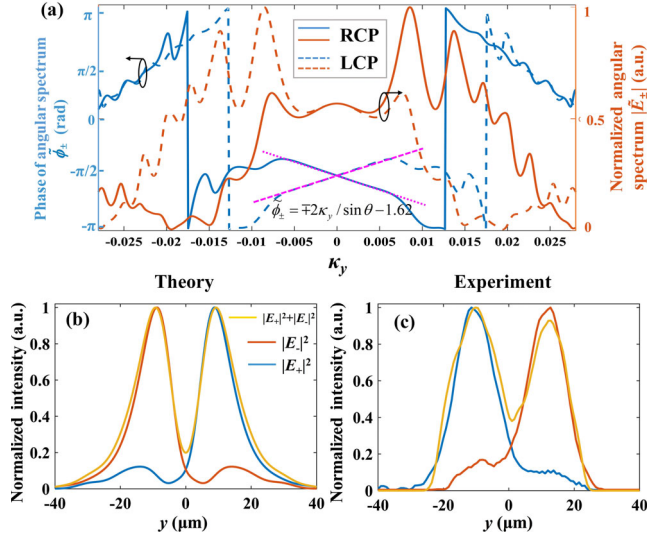 (a)
RCP
LCP
Phase of angular spectrum
ϕ̃± (rad)
π
π/2
0
-π/2
-π
1
0.5
0
Normalized angular
spectrum |Ẽ±| (a.u.)
ϕ̃± = ∓2κy / sin θ − 1.62
-0.025 -0.02 -0.015 -0.01 -0.005 0 0.005 0.01 0.015 0.02 0.025
κy
Theory
Experiment
(b)
|E+|²+|E-|²
|E-|²
|E+|²
Normalized intensity (a.u.)
1
0.8
0.6
0.4
0.2
0
-40 -20 0 20 40
y (μm)
(c)
Normalized intensity (a.u.)
1
0.8
0.6
0.4
0.2
0
-40 -20 0 20 40
y (μm)